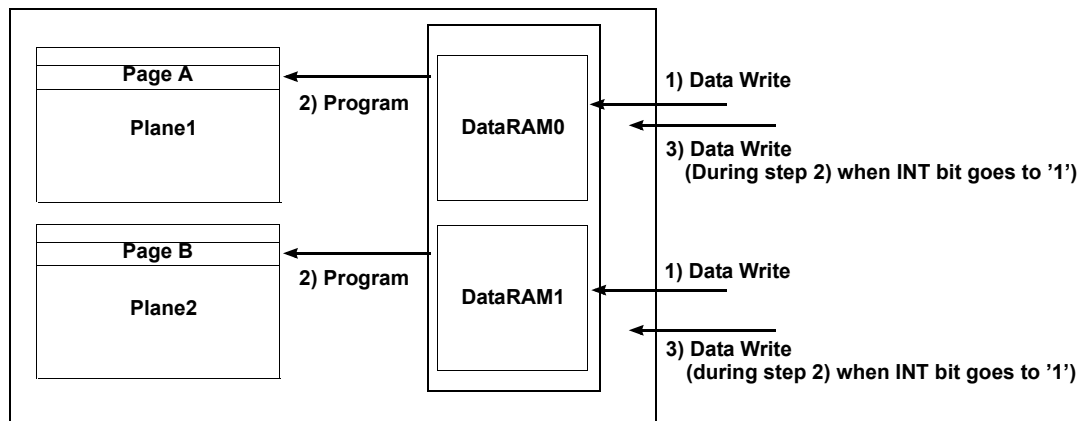 Page A
Plane1
2) Program
DataRAM0
1) Data Write
3) Data Write
(During step 2) when INT bit goes to ’1’)
Page B
Plane2
2) Program
DataRAM1
1) Data Write
3) Data Write
(during step 2) when INT bit goes to ’1’)